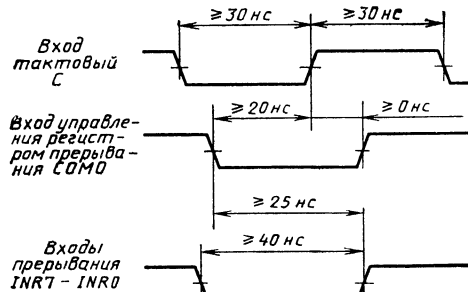 ≥30 нс ≥30 нс
Вход
тактовый
C
≥20 нс ≥0 нс
Вход управле-
ния регист-
ром прерыва-
ния COMO
≥25 нс
≥40 нс
Входы
прерывания
INR7 – INR0